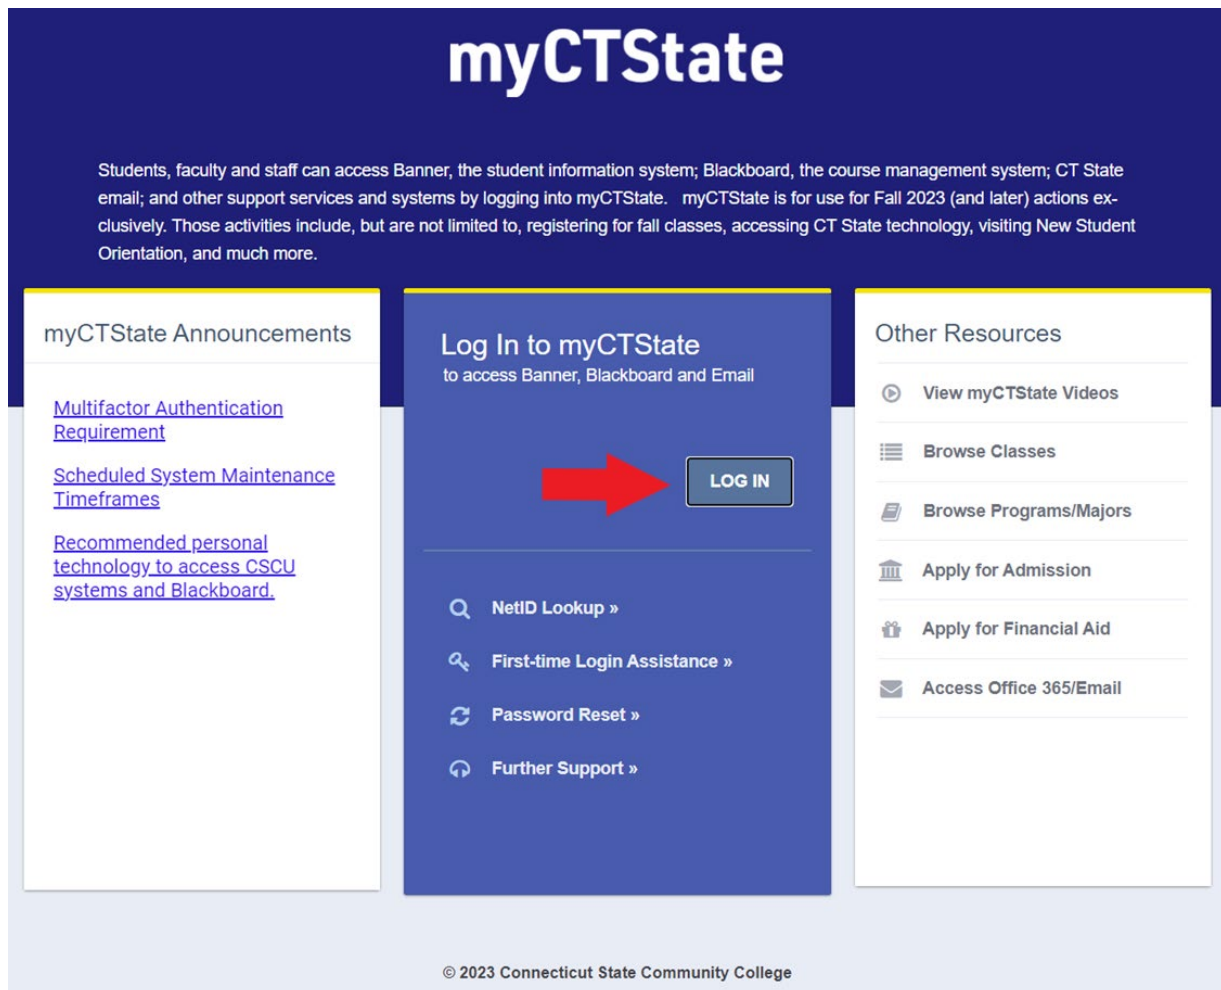 myCTState
Students, faculty and staff can access Banner, the student information system; Blackboard, the course management system; CT State
email; and other support services and systems by logging into myCTState.   myCTState is for use for Fall 2023 (and later) actions ex-
clusively. Those activities include, but are not limited to, registering for fall classes, accessing CT State technology, visiting New Student
Orientation, and much more.
myCTState Announcements
Multifactor Authentication
Requirement
Scheduled System Maintenance
Timeframes
Recommended personal
technology to access CSCU
systems and Blackboard.
Log In to myCTState
to access Banner, Blackboard and Email
LOG IN
NetID Lookup »
First-time Login Assistance »
Password Reset »
Further Support »
Other Resources
View myCTState Videos
Browse Classes
Browse Programs/Majors
Apply for Admission
Apply for Financial Aid
Access Office 365/Email
© 2023 Connecticut State Community College